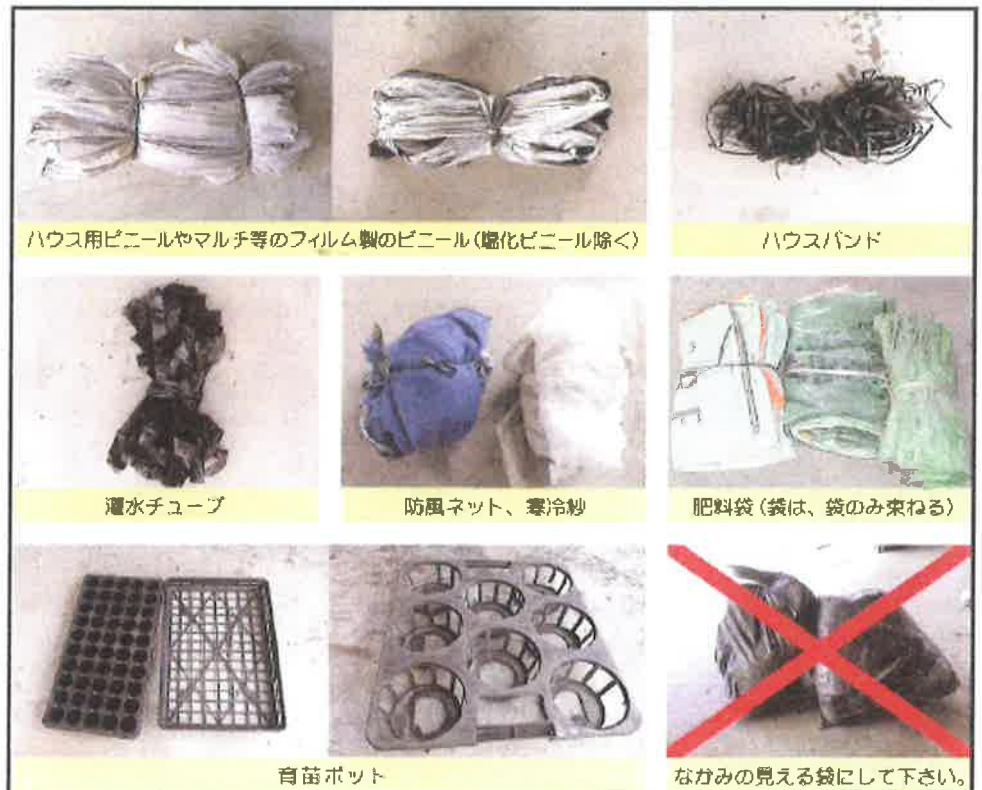 ハウス用ビニールやマルチ等のフィルム製のビニール(塩化ビニール除く)
ハウスバンド
灌水チューブ
防風ネット、寒冷紗
肥料袋(袋は、袋のみ束ねる)
育苗ポット
なかみの見える袋にして下さい。